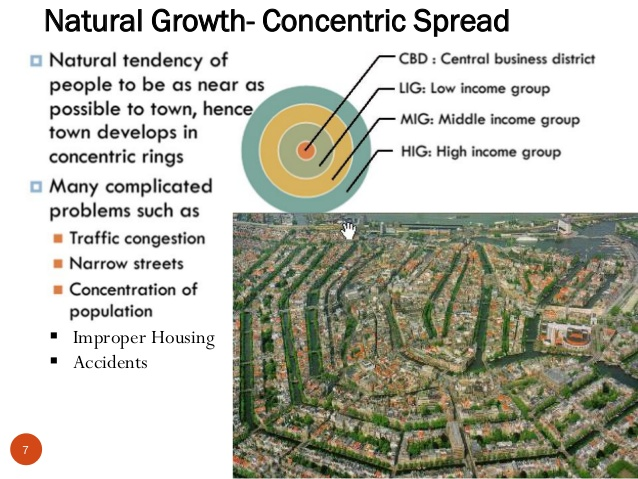 Natural Growth- Concentric Spread
Natural tendency of
people to be as near as
possible to town, hence
town develops in
concentric rings
Many complicated
problems such as
Traffic congestion
Narrow streets
Concentration of
population
Improper Housing
Accidents
CBD : Central business district
LIG: Low income group
MIG: Middle income group
HIG: High income group
7